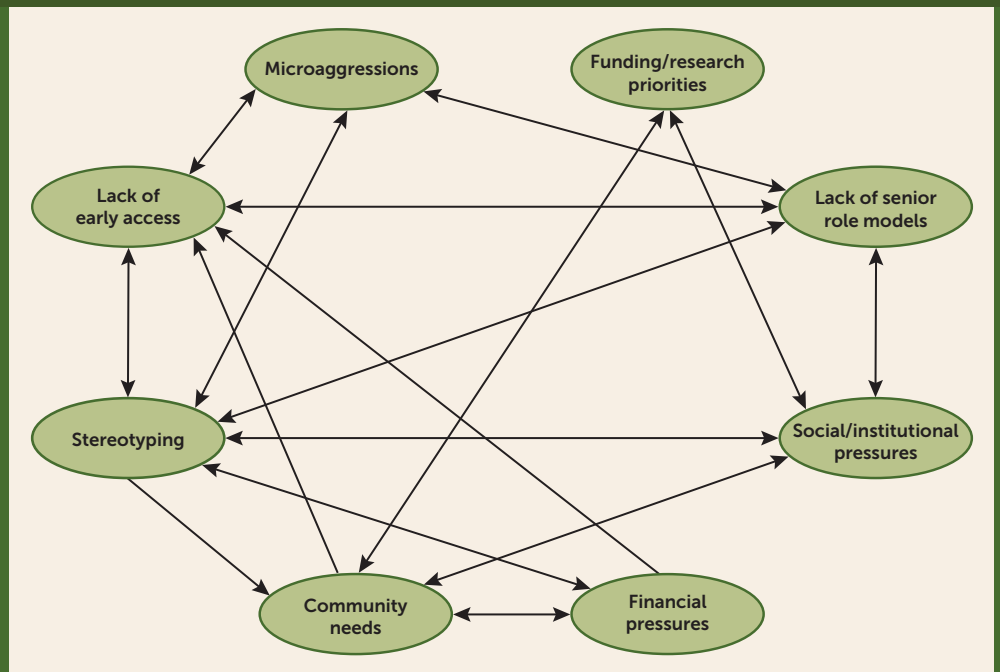 Microaggressions
Funding/research
priorities
Lack of
early access
Lack of senior
role models
Stereotyping
Social/institutional
pressures
Community
needs
Financial
pressures